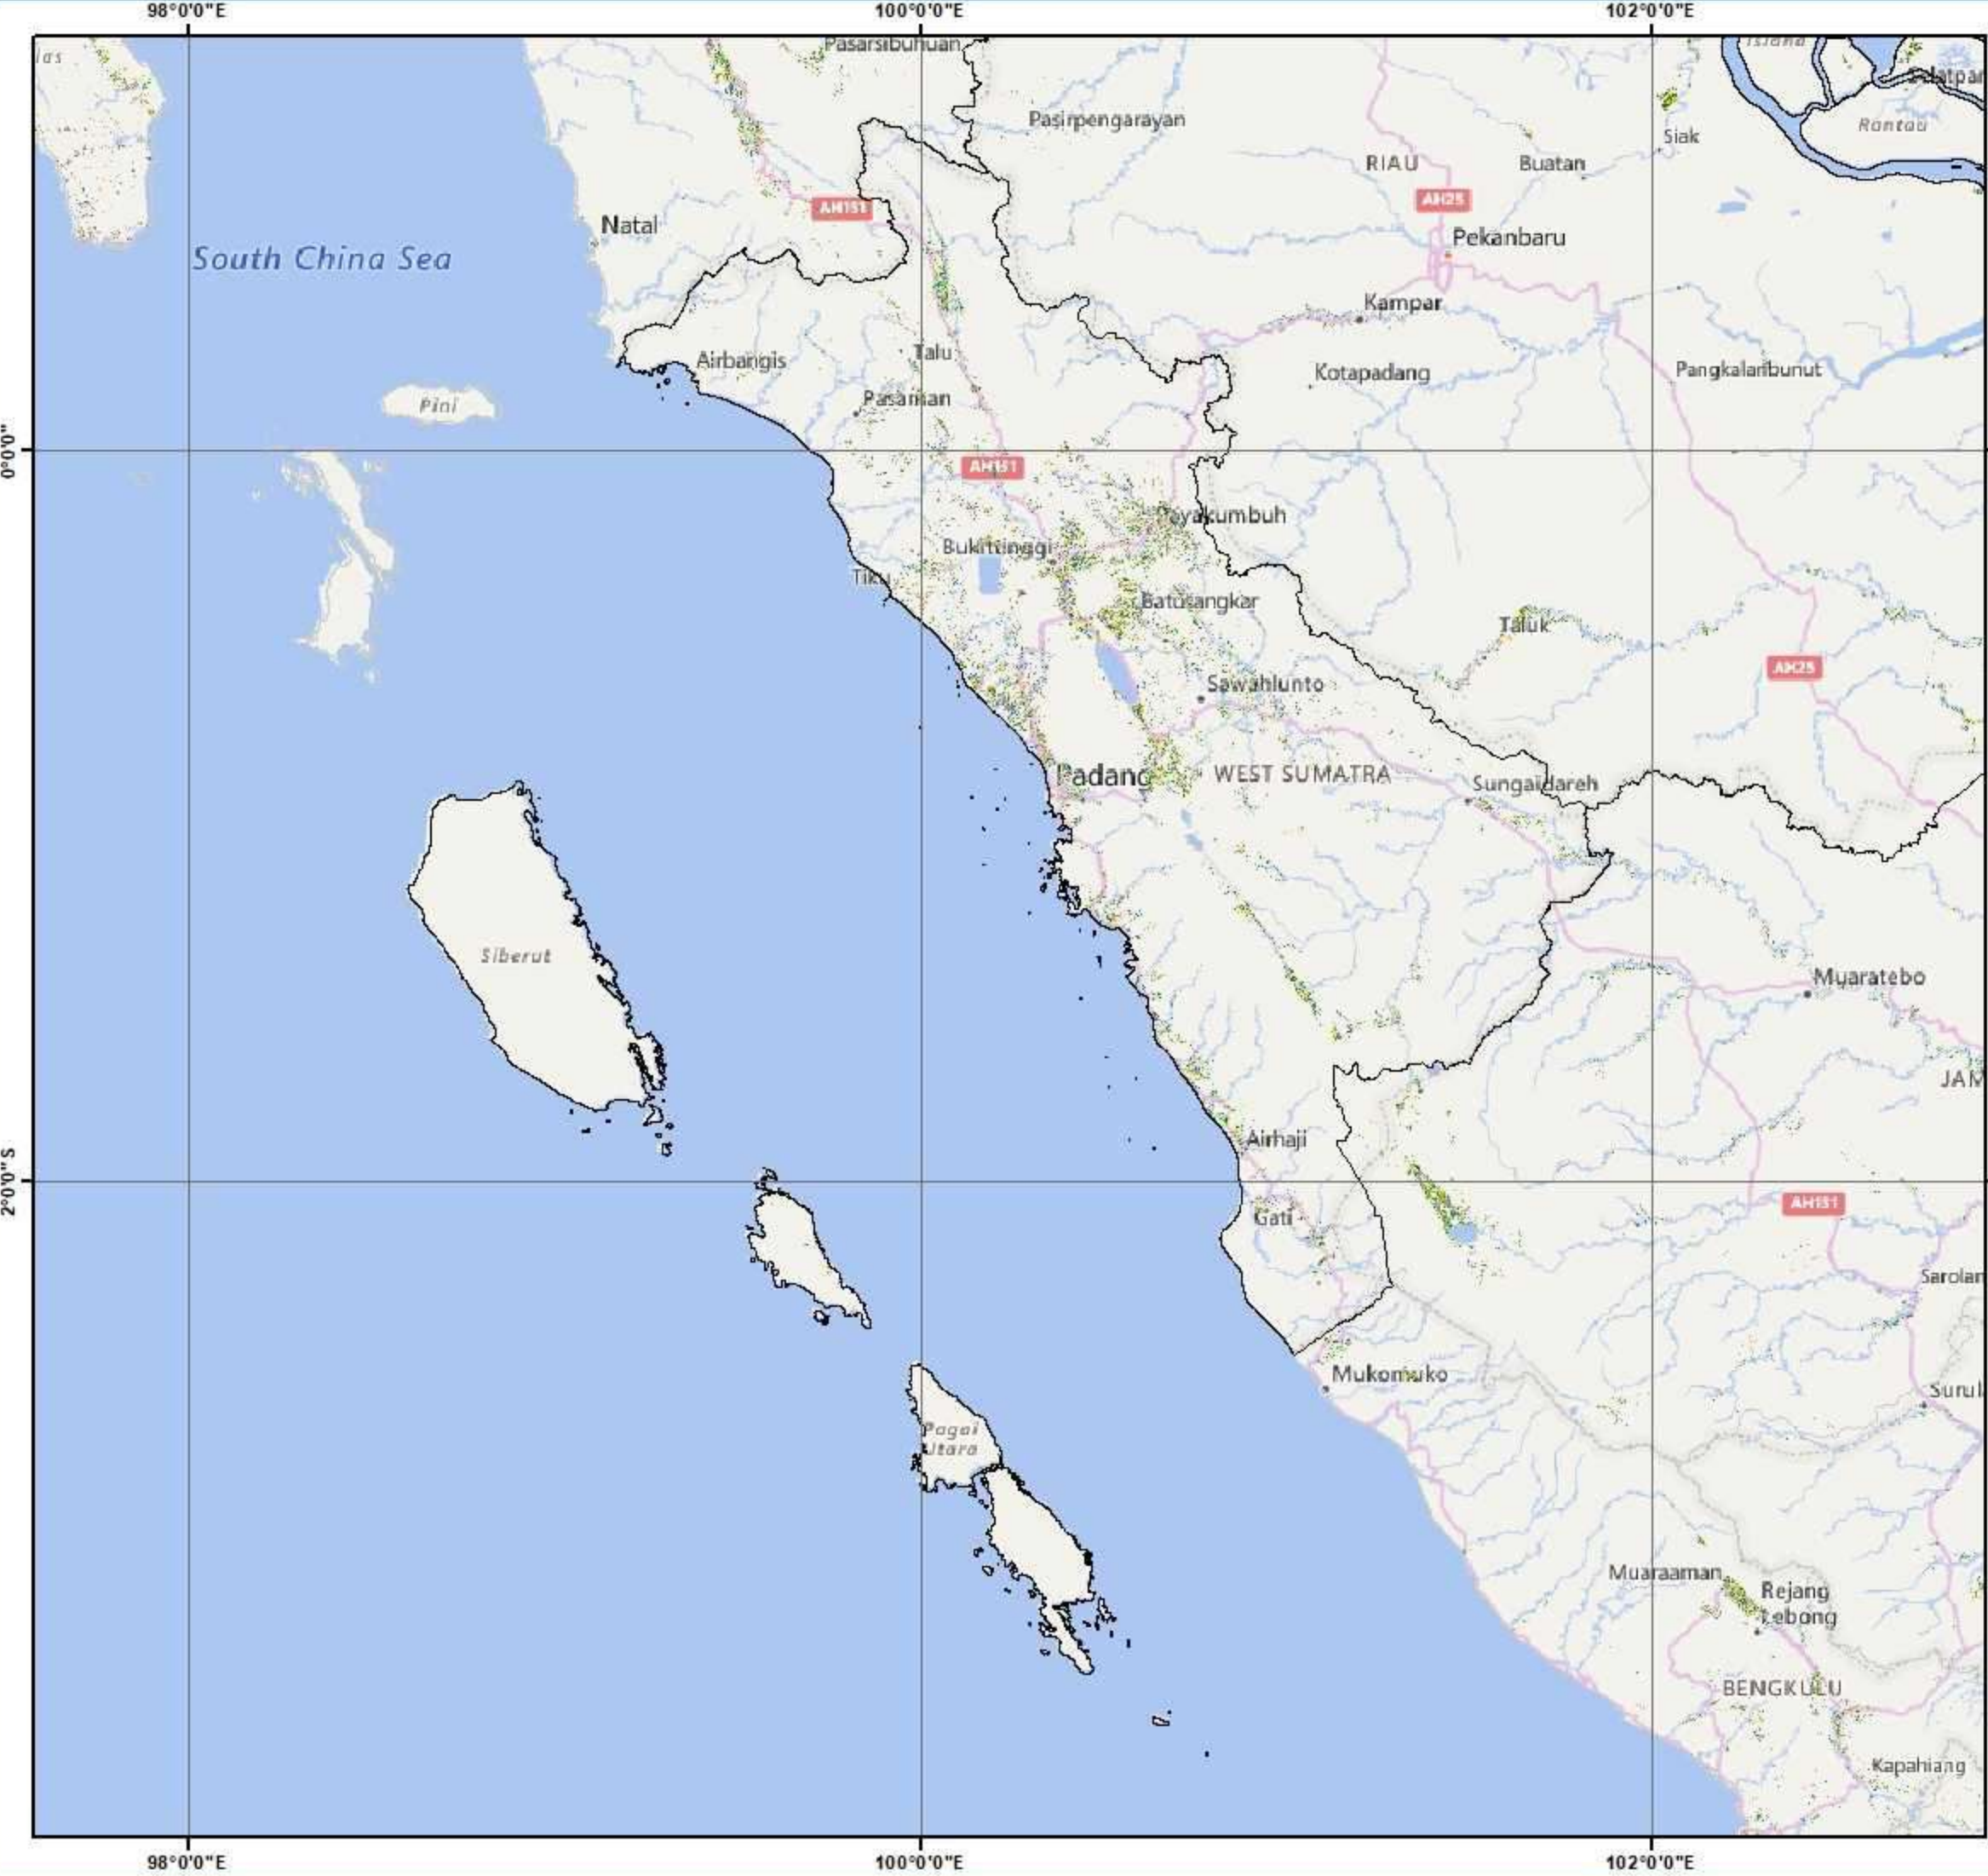 98°0'0"E
100°0'0"E
102°0'0"E
Pasarsibuhuan
Island
ias
Pasirpengarayan
Siak
Rantau
RIAU
Buatan
AH151
AH25
Natal
Pekanbaru
South China Sea
Kampar
Talu
Airbangis
Kotapadang
Pangkalanbunut
Pasaman
Pini
0°0'0"
AH151
Payakumbuh
Bukittinggi
Tiku
Batusangkar
Taluk
AH25
Sawahlunto
Padang
WEST SUMATRA
Sungaidareh
Siberut
Muaratebo
JAM
Airhaji
2°0'0"S
AH151
Gati
Sarolan
Mukomuko
Surul
Pagai
Utara
Muaraaman
Rejang
Lebong
BENGKULU
Kapahiang
98°0'0"E
100°0'0"E
102°0'0"E